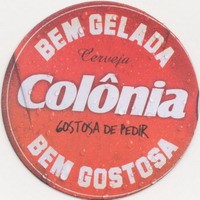 BEM GELADA
Cerveja
Colônia
GOSTOSA DE PEDIR
BEM GOSTOSA